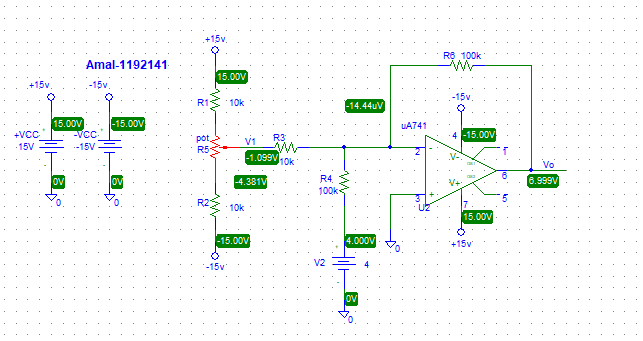 Amal-1192141
+15v
-15v
+15v
R6 100k
15.00V
-15v
R1 10k
-14.44uV
15.00V
-15.00V
uA741
4
-15.00V
+VCC
15V
-VCC
-15V
pot
R5
V1
R3
-1.099V
10k
2
-
V-
OS1
1
Vo
6
6.999V
0V
0V
-4.381V
R4
100k
+
3
U2
V+
OS2
5
7
0
0
R2
10k
15.00V
-15.00V
4.000V
0
+15v
-15v
V2
4
0V
0